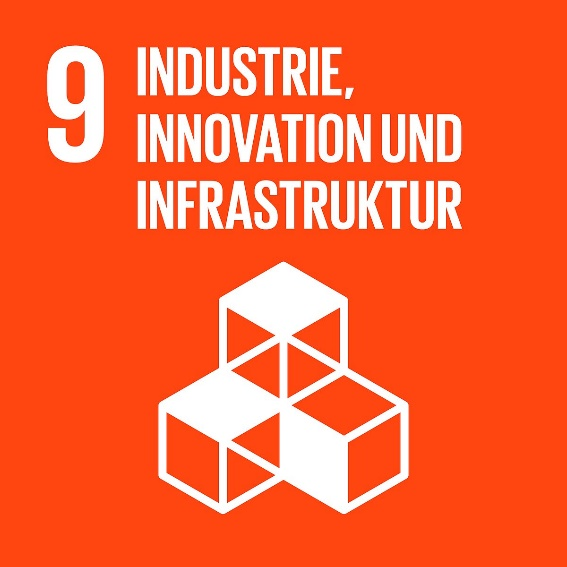 9 INDUSTRIE,
INNOVATION UND
INFRASTRUKTUR